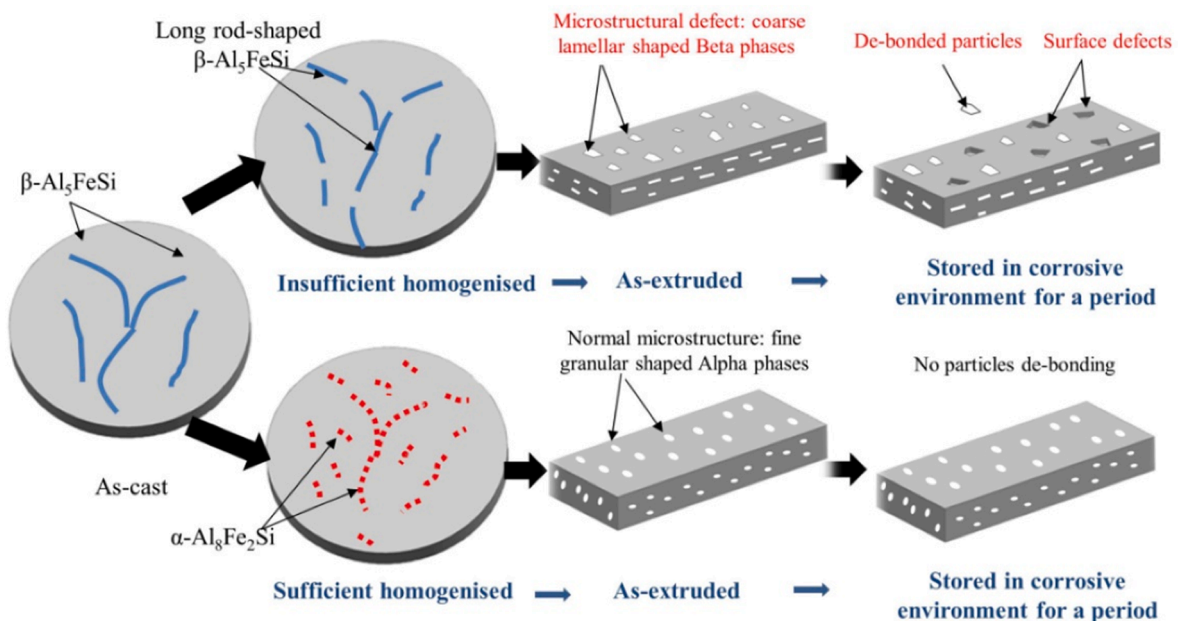 Long rod-shaped
β-Al₅FeSi
Microstructural defect: coarse
lamellar shaped Beta phases
De-bonded particles
Surface defects
β-Al₅FeSi
Insufficient homogenised
As-extruded
Stored in corrosive
environment for a period
As-cast
α-Al₈Fe₂Si
Normal microstructure: fine
granular shaped Alpha phases
No particles de-bonding
Sufficient homogenised
As-extruded
Stored in corrosive
environment for a period